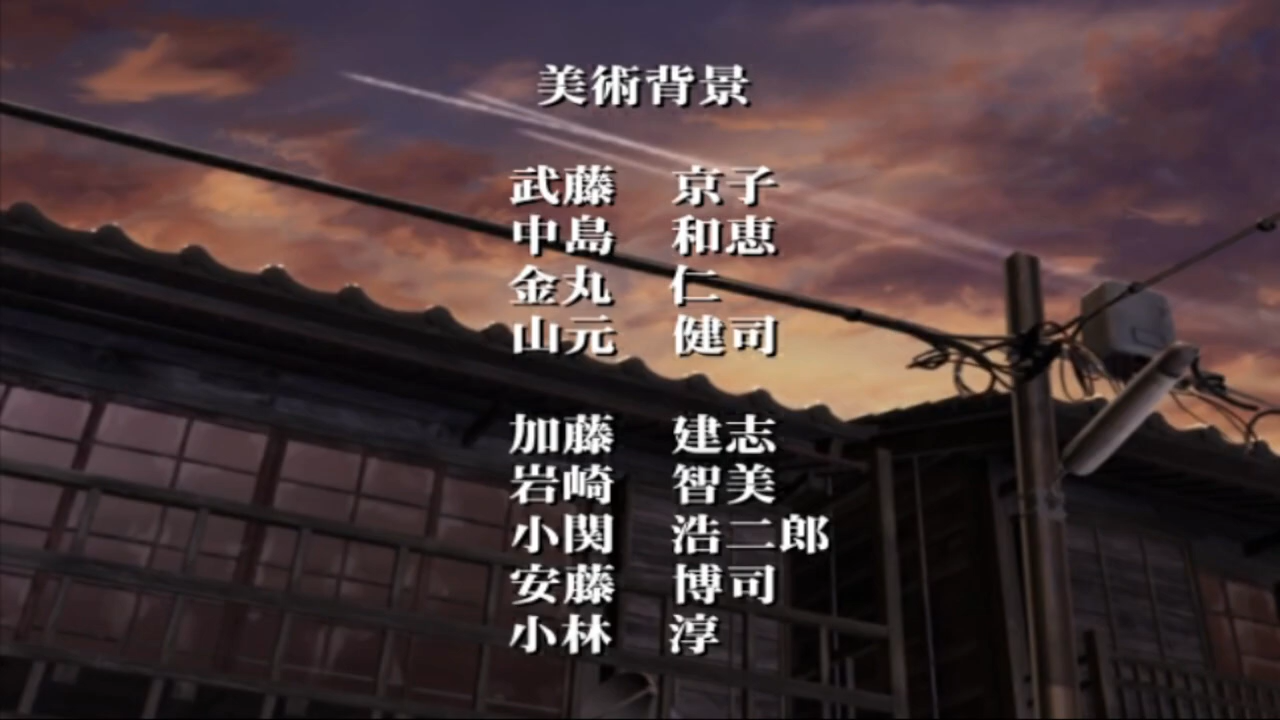 美術背景
武藤　京子
中島　和恵
金丸　仁
山元　健司
加藤　建志
岩崎　智美
小関　浩二郎
安藤　博司
小林　淳